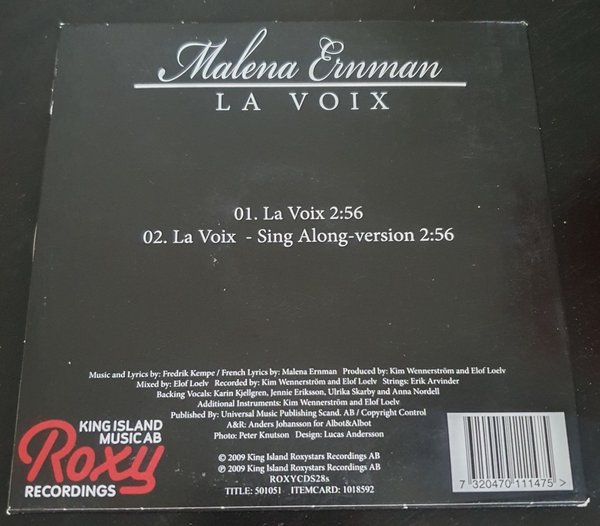 Malena Ernman
LA VOIX
01. La Voix 2:56
02. La Voix - Sing Along-version 2:56
Music and Lyrics by: Fredrik Kempe / French Lyrics by: Malena Ernman Produced by: Kim Wennerström and Elof Loelv
Mixed by: Elof Loelv Recorded by: Kim Wennerström and Elof Loelv Strings: Erik Arvinder
Backing Vocals: Karin Kjellgren, Jennie Eriksson, Ulrika Skarby and Anna Nordell
Additional Instruments: Kim Wennerström and Elof Loelv
Published By: Universal Music Publishing Scand. AB / Copyright Control
A&R: Anders Johansson for Albot&Albot
Photo: Peter Knutson Design: Lucas Andersson
© 2009 King Island Roxystars Recordings AB
℗ 2009 King Island Roxystars Recordings AB
ROXYCDS28s
TITLE: 501051 ITEMCARD: 1018592
KING ISLAND
MUSIC AB
Roxy
RECORDINGS
7 320470 111475 >